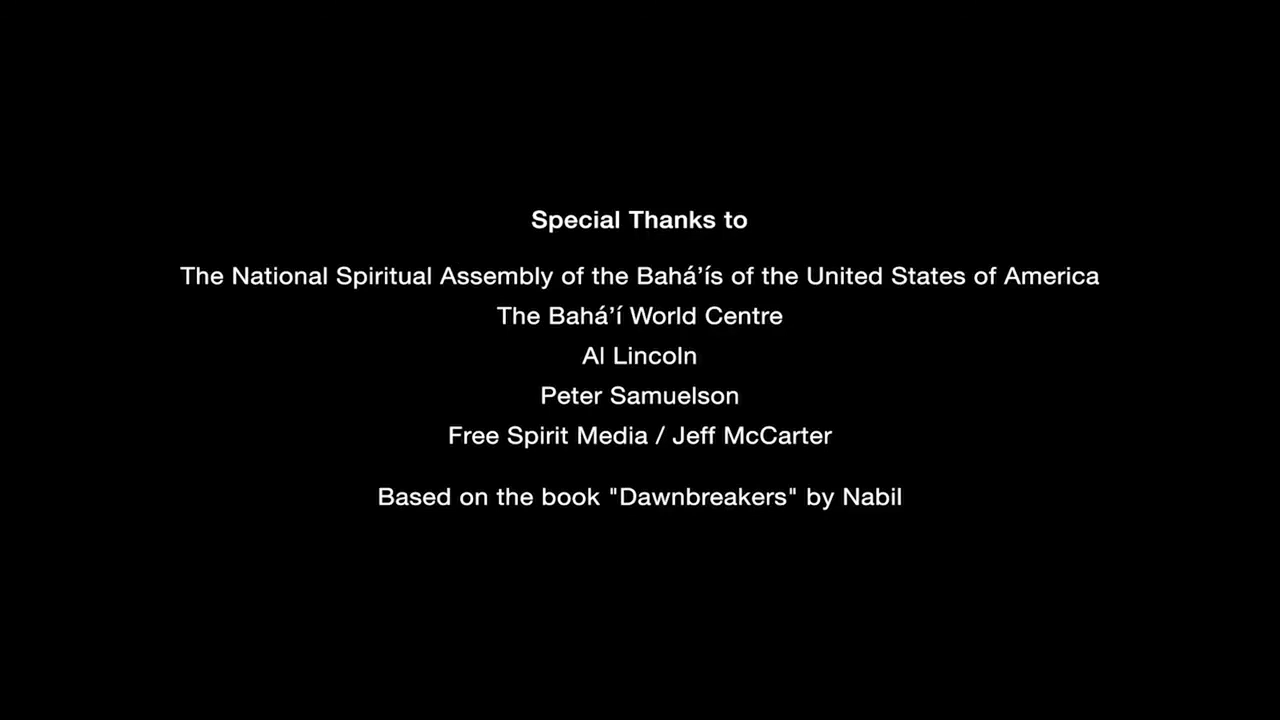 Special Thanks to
The National Spiritual Assembly of the Bahá’ís of the United States of America
The Bahá’í World Centre
Al Lincoln
Peter Samuelson
Free Spirit Media / Jeff McCarter
Based on the book "Dawnbreakers" by Nabil